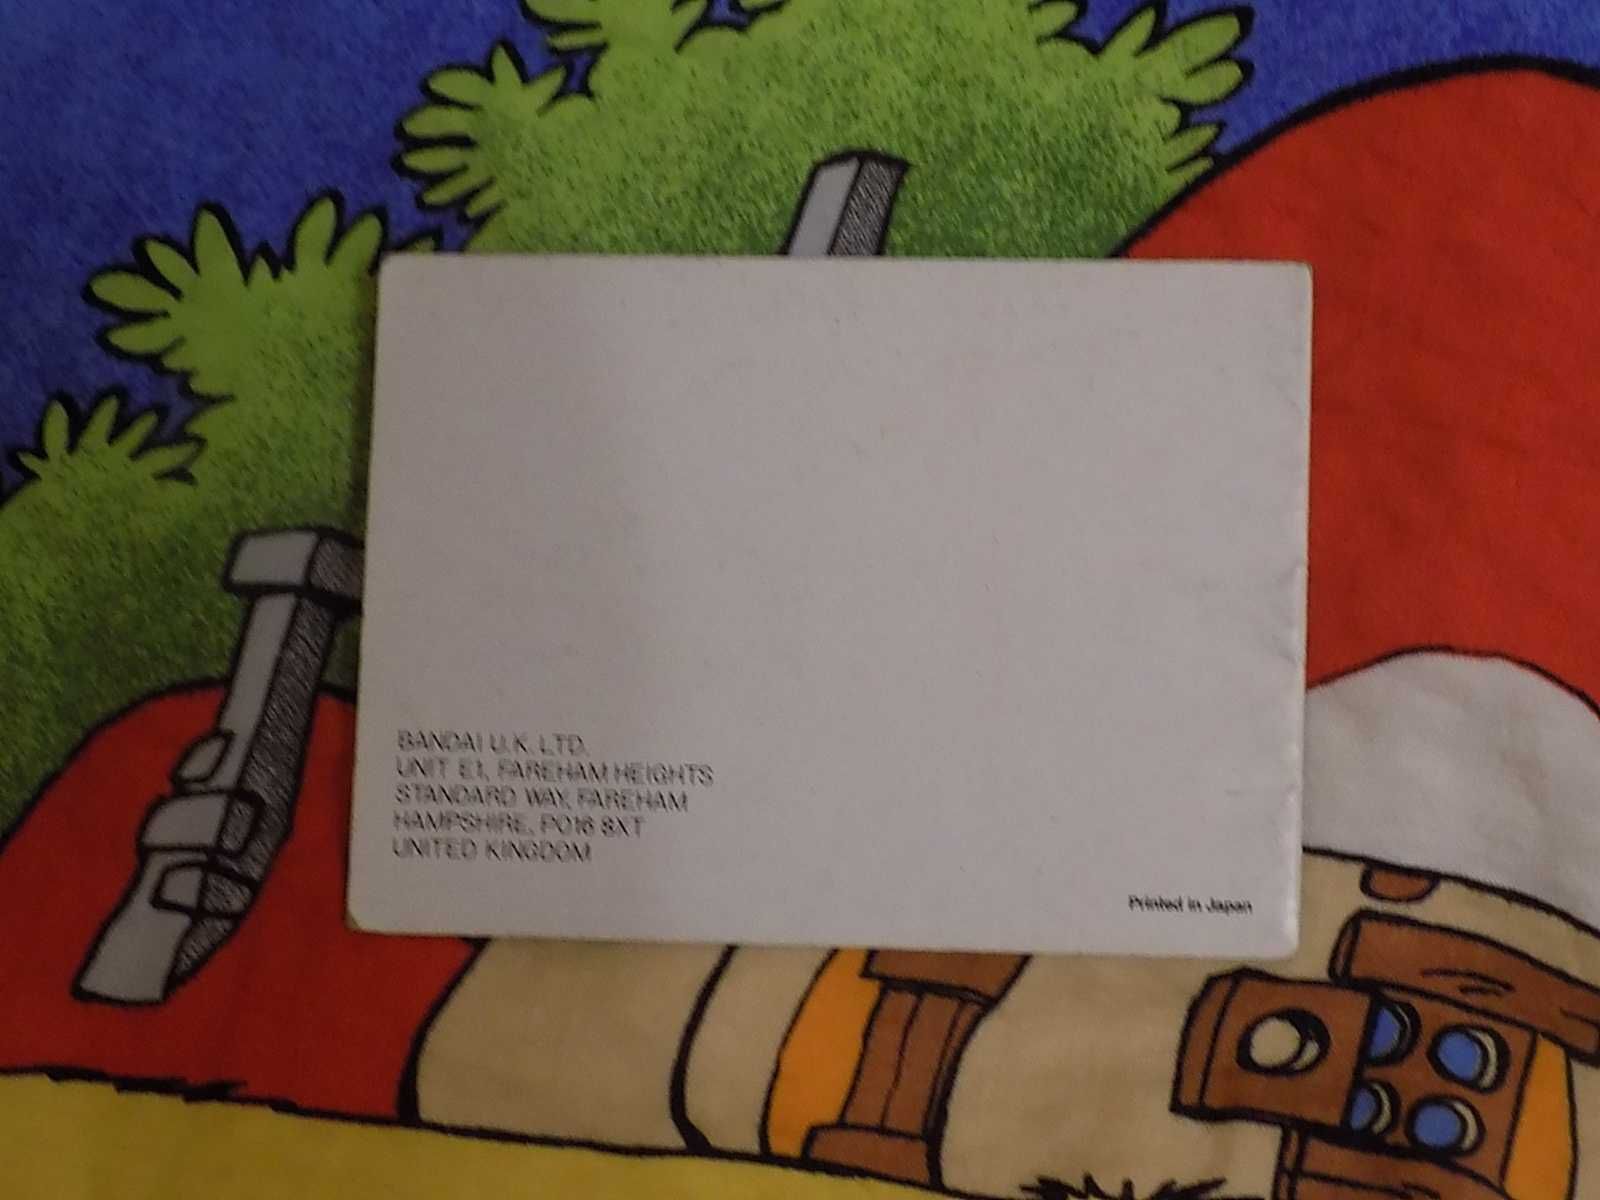 BANDAI U.K. LTD.
UNIT E1, FAREHAM HEIGHTS
STANDARD WAY, FAREHAM
HAMPSHIRE, PO16 8XT
UNITED KINGDOM
Printed in Japan